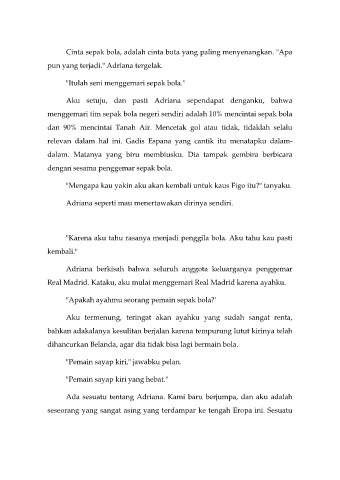 Cinta sepak bola, adalah cinta buta yang paling menyenangkan. "Apa
pun yang terjadi." Adriana tergelak.
"Itulah seni menggemari sepak bola."
Aku setuju, dan pasti Adriana sependapat denganku, bahwa
menggemari tim sepak bola negeri sendiri adalah 10% mencintai sepak bola
dan 90% mencintai Tanah Air. Mencetak gol atau tidak, tidaklah selalu
relevan dalam hal ini. Gadis Espana yang cantik itu menatapku dalam-
dalam. Matanya yang biru membiusku. Dia tampak gembira berbicara
dengan sesama penggemar sepak bola.
"Mengapa kau yakin aku akan kembali untuk kaus Figo itu?" tanyaku.
Adriana seperti mau menertawakan dirinya sendiri.
"Karena aku tahu rasanya menjadi penggila bola. Aku tahu kau pasti
kembali."
Adriana berkisah bahwa seluruh anggota keluarganya penggemar
Real Madrid. Kataku, aku mulai menggemari Real Madrid karena ayahku.
"Apakah ayahmu seorang pemain sepak bola?'
Aku termenung, teringat akan ayahku yang sudah sangat renta,
bahkan adakalanya kesulitan berjalan karena tempurung lutut kirinya telah
dihancurkan Belanda, agar dia tidak bisa lagi bermain bola.
"Pemain sayap kiri," jawabku pelan.
"Pemain sayap kiri yang hebat."
Ada sesuatu tentang Adriana. Kami baru berjumpa, dan aku adalah
seseorang yang sangat asing yang terdampar ke tengah Eropa ini. Sesuatu